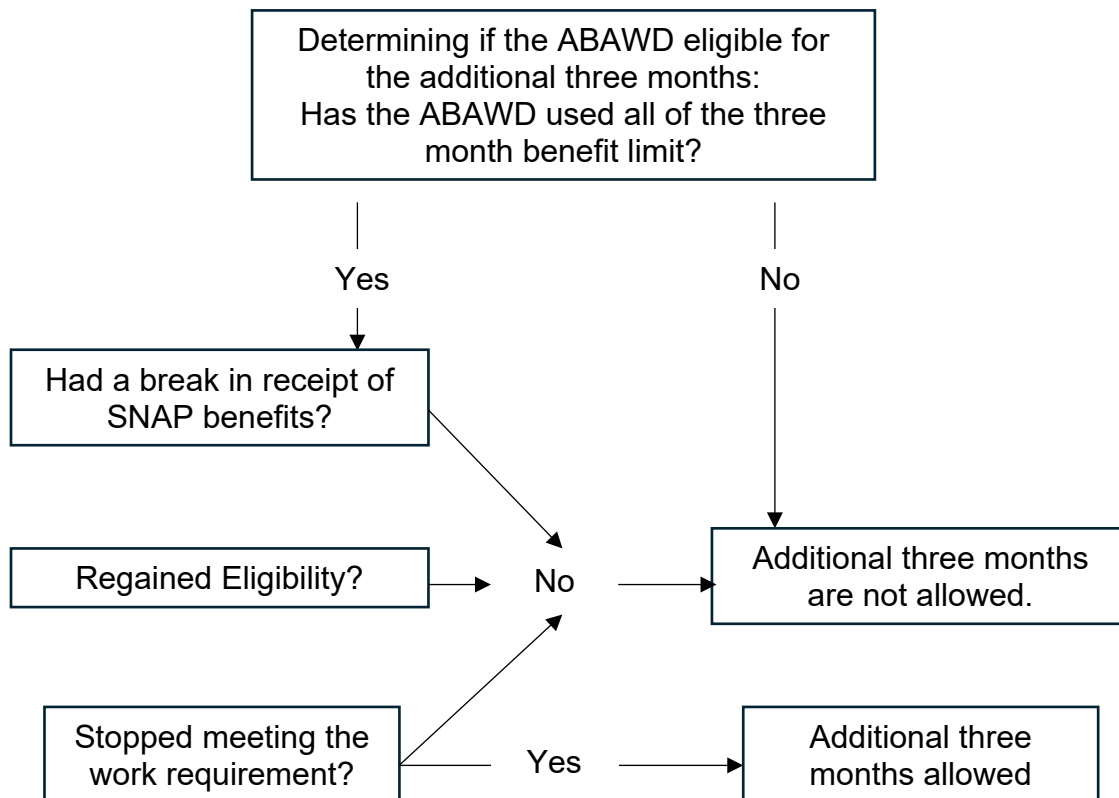 Determining if the ABAWD eligible for
the additional three months:
Has the ABAWD used all of the three
month benefit limit?
Yes
No
Had a break in receipt of
SNAP benefits?
Regained Eligibility?
No
Additional three months
are not allowed.
Stopped meeting the
work requirement?
Yes
Additional three
months allowed